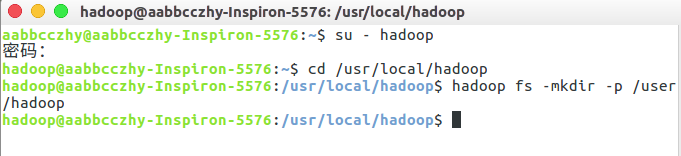 hadoop@aabbcczhy-Inspiron-5576: /usr/local/hadoop
aabbcczhy@aabbcczhy-Inspiron-5576:~$ su - hadoop
密码：
hadoop@aabbcczhy-Inspiron-5576:~$ cd /usr/local/hadoop
hadoop@aabbcczhy-Inspiron-5576:/usr/local/hadoop$ hadoop fs -mkdir -p /user
/hadoop
hadoop@aabbcczhy-Inspiron-5576:/usr/local/hadoop$